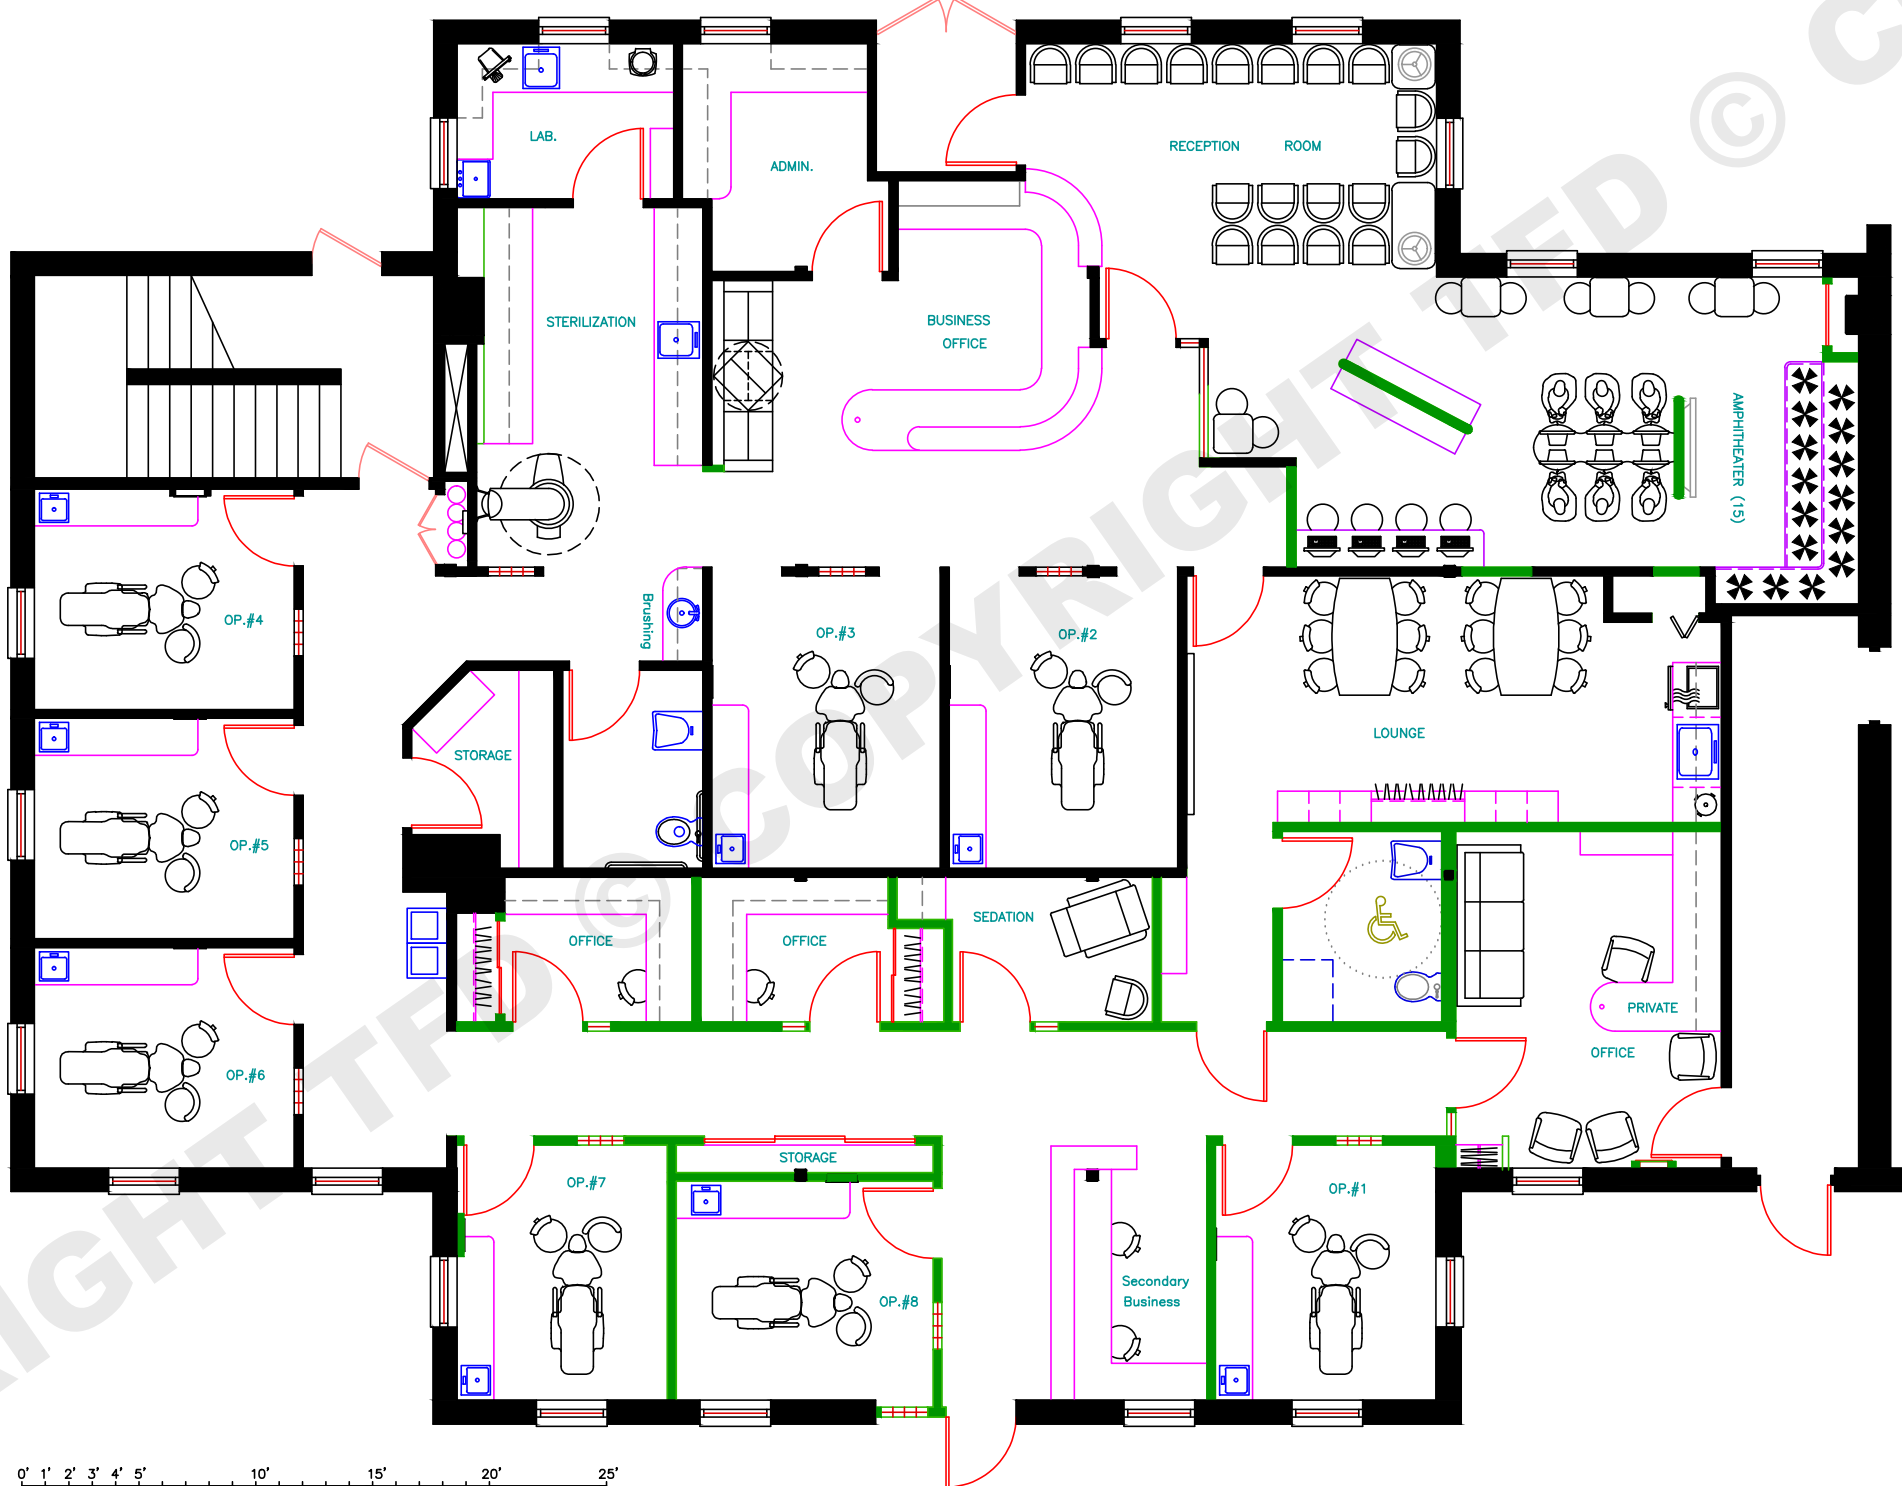 LAB.
ADMIN.
RECEPTION ROOM
STERILIZATION
BUSINESS
OFFICE
AMPHITHEATER (15)
OP.#4
Brushing
OP.#3
OP.#2
LOUNGE
STORAGE
OP.#5
OFFICE
OFFICE
SEDATION
PRIVATE
OFFICE
OP.#6
STORAGE
OP.#7
OP.#8
Secondary
Business
OP.#1
0' 1' 2' 3' 4' 5' 10' 15' 20' 25'
RIGHT TFD © COPYRIGHT TFD © C